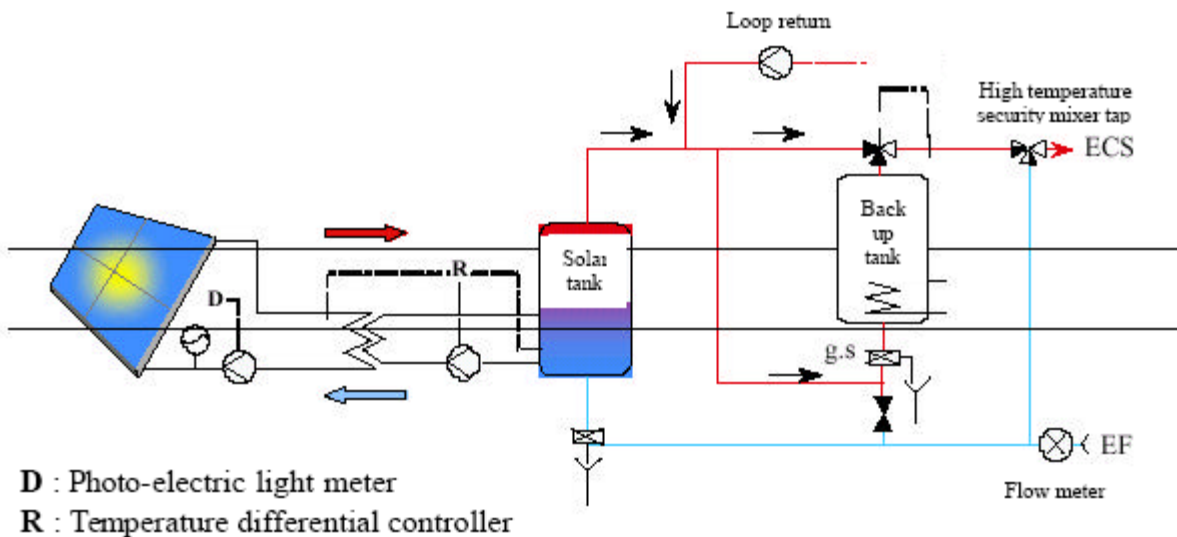 Loop return
High temperature
security mixer tap
ECS
Back
up
tank
Solar
tank
R
D
g.s
EF
Flow meter
D : Photo-electric light meter
R : Temperature differential controller